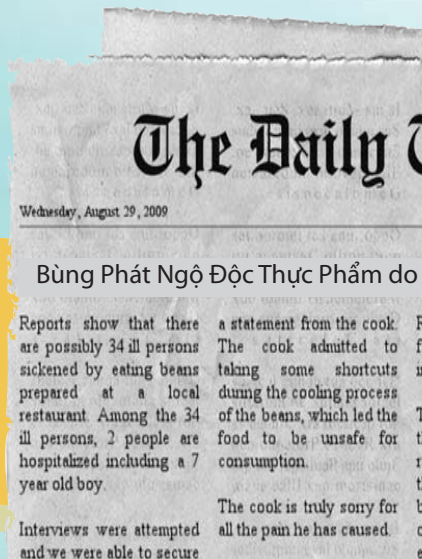 The Daily
Wednesday, August 29, 2009
Bùng Phát Ngộ Độc Thực Phẩm do
Reports show that there
are possibly 34 ill persons
sickened by eating beans
prepared at a local
restaurant. Among the 34
ill persons, 2 people are
hospitalized including a 7
year old boy.
Interviews were attempted
and we were able to secure
a statement from the cook.
The cook admitted to
taking some shortcuts
during the cooling process
of the beans, which led the
food to be unsafe for
consumption.
The cook is truly sorry for
all the pain he has caused.